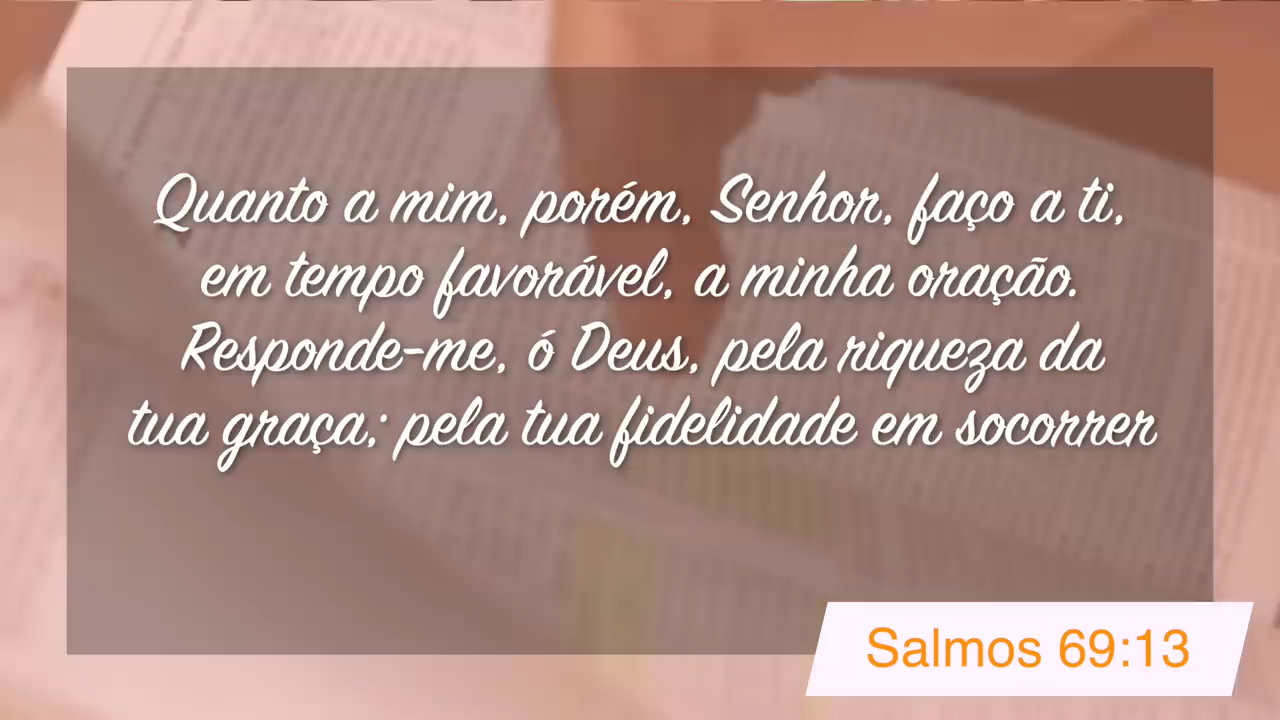 Quanto a mim, porém, Senhor, faço a ti,
em tempo favorável, a minha oração.
Responde-me, ó Deus, pela riqueza da
tua graça; pela tua fidelidade em socorrer
Salmos 69:13